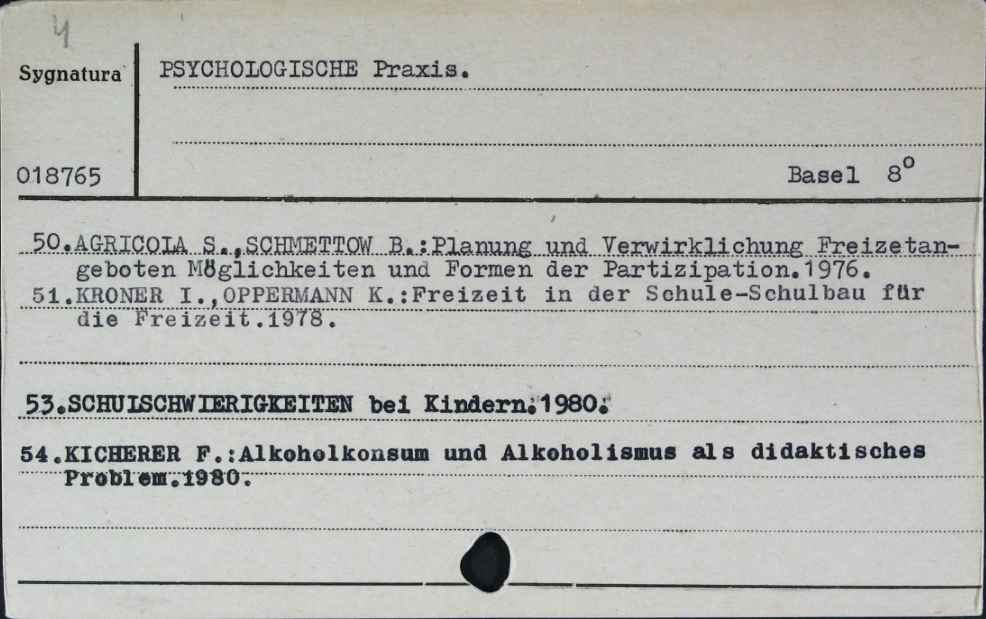 4
Sygnatura
PSYCHOLOGISCHE Praxis.
018765
Basel 8°
50.AGRICOLA S.,SCHMETTOW B.:Planung und Verwirklichung Freizetan-
geboten Möglichkeiten und Formen der Partizipation.1976.
51.KRONER I.,OPPERMANN K.:Freizeit in der Schule-Schulbau für
die Freizeit.1978.
53.SCHULSCHWIERIGKEITEN bei Kindern.1980.
54.KICHERER F.:Alkoholkonsum und Alkoholismus als didaktisches
Problem.1980.